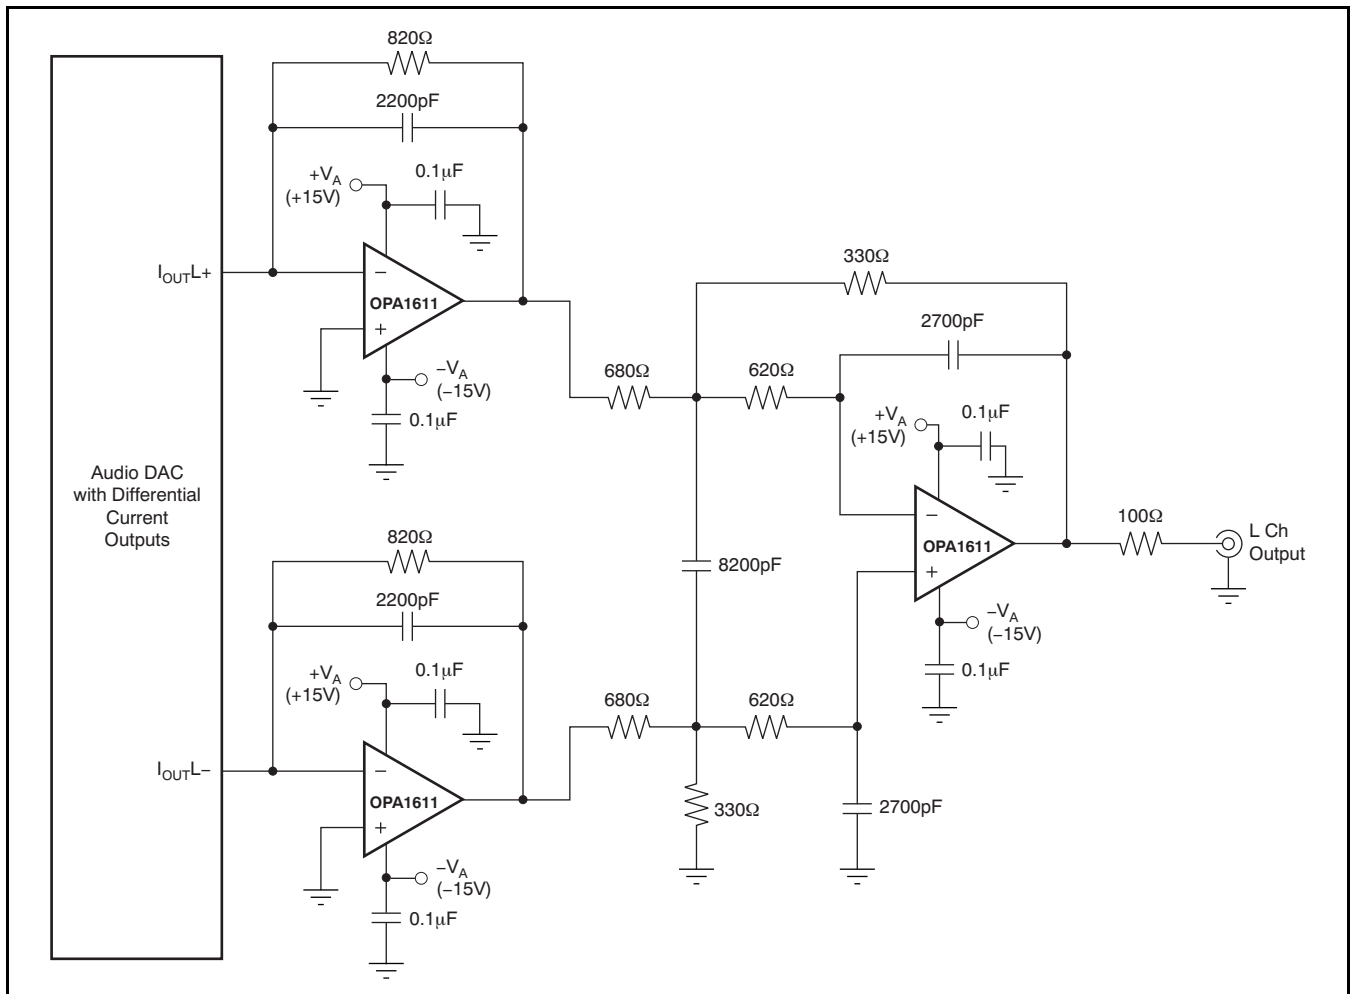 820Ω
2200pF
+VA
(+15V)
0.1μF
IOUTL+
−
OPA1611
+
−VA
(−15V)
0.1μF
330Ω
2700pF
680Ω
620Ω
+VA
(+15V)
0.1μF
Audio DAC
with Differential
Current
Outputs
−
OPA1611
+
100Ω
L Ch
Output
820Ω
8200pF
2200pF
−VA
(−15V)
0.1μF
+VA
(+15V)
0.1μF
680Ω
620Ω
IOUTL−
−
OPA1611
+
330Ω
2700pF
−VA
(−15V)
0.1μF